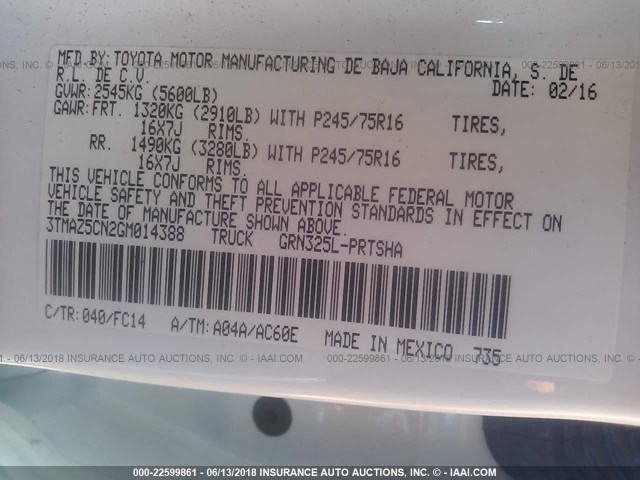 MFD BY: TOYOTA MOTOR MANUFACTURING DE BAJA CALIFORNIA, S. DE
R.L. DE C.V. DATE: 02/16
GVWR: 2545KG (5600LB)
GAWR: FRT. 1320KG (2910LB) WITH P245/75R16 TIRES,
16X7J RIMS.
RR. 1490KG (3280LB) WITH P245/75R16 TIRES,
16X7J RIMS.
THIS VEHICLE CONFORMS TO ALL APPLICABLE FEDERAL MOTOR
VEHICLE SAFETY AND THEFT PREVENTION STANDARDS IN EFFECT ON
THE DATE OF MANUFACTURE SHOWN ABOVE.
3TMAZ5CN2GM014388 TRUCK GRN325L-PRTSHA
C/TR: 040/FC14 A/TM: A04A/AC60E MADE IN MEXICO 735
000-22599861 - 06/13/2018 INSURANCE AUTO AUCTIONS - © - IAAI.COM